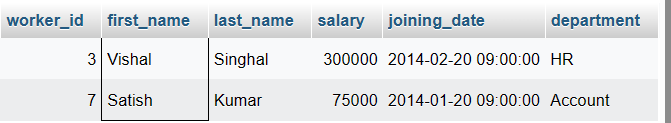 worker_id first_name last_name salary joining_date department
3 Vishal Singhal 300000 2014-02-20 09:00:00 HR
7 Satish Kumar 75000 2014-01-20 09:00:00 Account